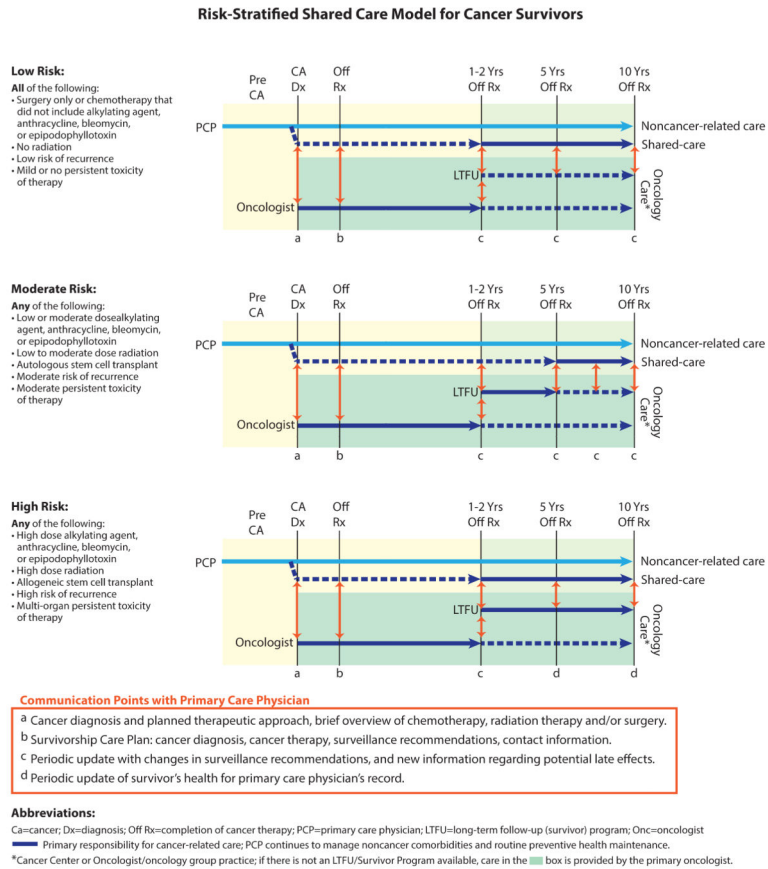 Risk-Stratified Shared Care Model for Cancer Survivors
Low Risk:
All of the following:
• Surgery only or chemotherapy that
did not include alkylating agent,
anthracycline, bleomycin,
or epipodophyllotoxin
• No radiation
• Low risk of recurrence
• Mild or no persistent toxicity
of therapy
Pre
CA
CA
Dx
Off
Rx
1-2 Yrs
Off Rx
5 Yrs
Off Rx
10 Yrs
Off Rx
PCP
Noncancer-related care
Shared-care
LTFU
Oncologist
Oncology
Care*
a b c c c
Moderate Risk:
Any of the following:
• Low or moderate dosealkylating
agent, anthracycline, bleomycin,
or epipodophyllotoxin
• Low to moderate dose radiation
• Autologous stem cell transplant
• Moderate risk of recurrence
• Moderate persistent toxicity
of therapy
Pre
CA
CA
Dx
Off
Rx
1-2 Yrs
Off Rx
5 Yrs
Off Rx
10 Yrs
Off Rx
PCP
Noncancer-related care
Shared-care
LTFU
Oncologist
Oncology
Care*
a b c c c c
High Risk:
Any of the following:
• High dose alkylating agent,
anthracycline, bleomycin,
or epipodophyllotoxin
• High dose radiation
• Allogeneic stem cell transplant
• High risk of recurrence
• Multi-organ persistent toxicity
of therapy
Pre
CA
CA
Dx
Off
Rx
1-2 Yrs
Off Rx
5 Yrs
Off Rx
10 Yrs
Off Rx
PCP
Noncancer-related care
Shared-care
LTFU
Oncologist
Oncology
Care*
a b c d d
Communication Points with Primary Care Physician
a Cancer diagnosis and planned therapeutic approach, brief overview of chemotherapy, radiation therapy and/or surgery.
b Survivorship Care Plan: cancer diagnosis, cancer therapy, surveillance recommendations, contact information.
c Periodic update with changes in surveillance recommendations, and new information regarding potential late effects.
d Periodic update of survivor's health for primary care physician's record.
Abbreviations:
Ca=cancer; Dx=diagnosis; Off Rx=completion of cancer therapy; PCP=primary care physician; LTFU=long-term follow-up (survivor) program; Onc=oncologist
Primary responsibility for cancer-related care; PCP continues to manage noncancer comorbidities and routine preventive health maintenance.
*Cancer Center or Oncologist/oncology group practice; if there is not an LTFU/Survivor Program available, care in the box is provided by the primary oncologist.